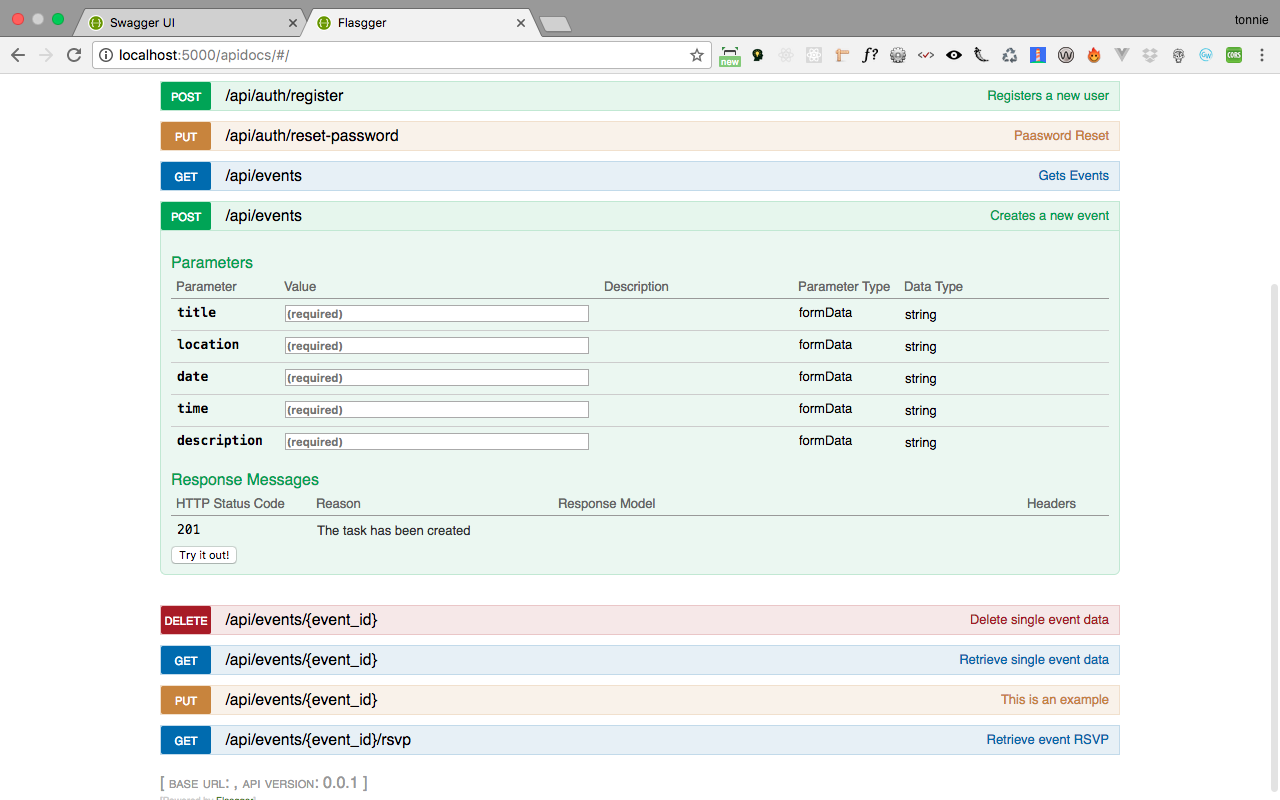 Swagger UI
Flasgger
tonnie
localhost:5000/apidocs/#/
new
f?
W
GW
CORS
POST /api/auth/register Registers a new user
PUT /api/auth/reset-password Paasword Reset
GET /api/events Gets Events
POST /api/events Creates a new event
Parameters
Parameter Value Description Parameter Type Data Type
title (required) formData string
location (required) formData string
date (required) formData string
time (required) formData string
description (required) formData string
Response Messages
HTTP Status Code Reason Response Model Headers
201 The task has been created
Try it out!
DELETE /api/events/{event_id} Delete single event data
GET /api/events/{event_id} Retrieve single event data
PUT /api/events/{event_id} This is an example
GET /api/events/{event_id}/rsvp Retrieve event RSVP
[ BASE URL: , API VERSION: 0.0.1 ]
[Powered by Flasgger]